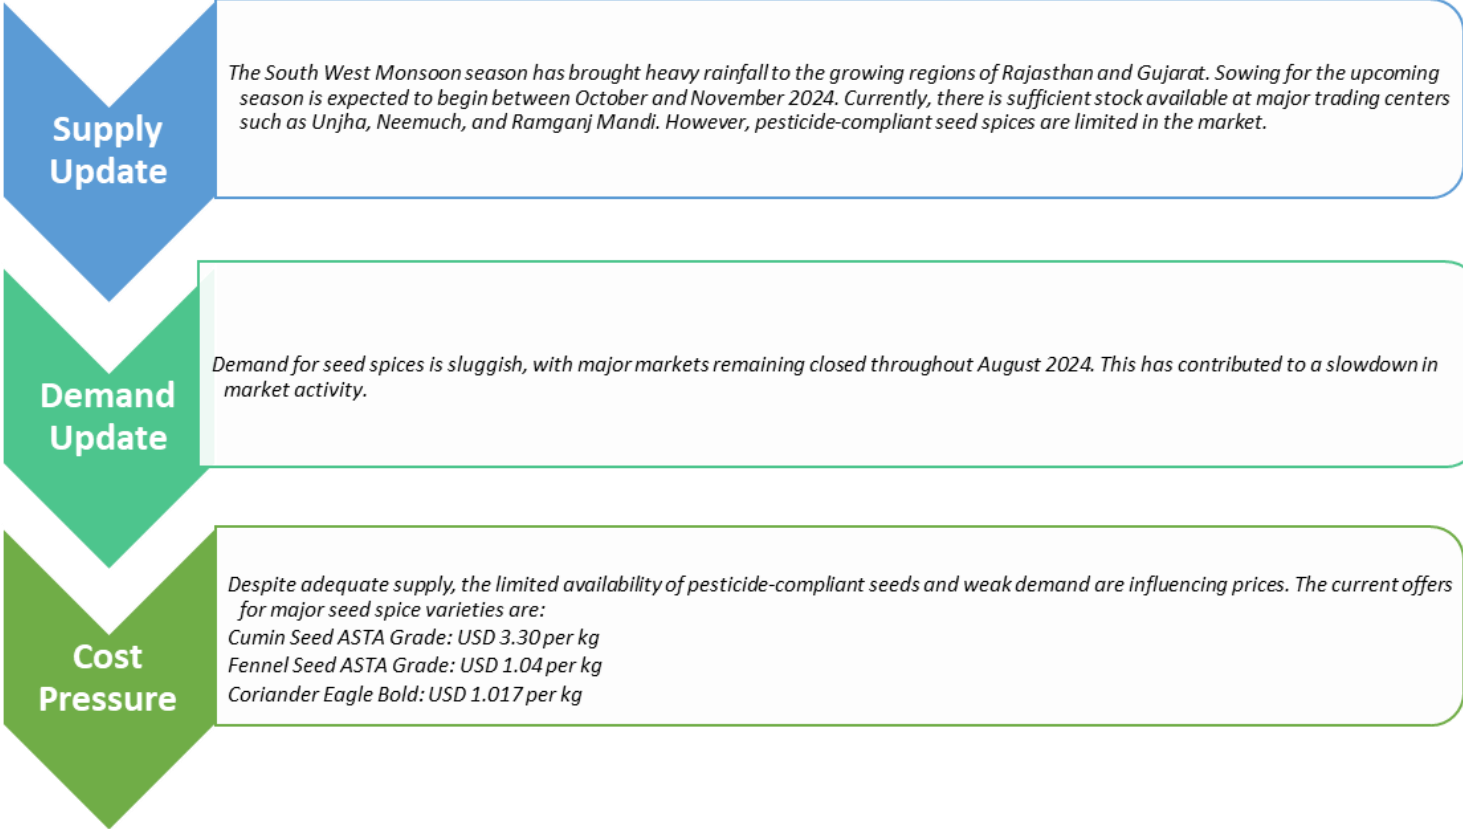 Supply
Update
The South West Monsoon season has brought heavy rainfall to the growing regions of Rajasthan and Gujarat. Sowing for the upcoming
season is expected to begin between October and November 2024. Currently, there is sufficient stock available at major trading centers
such as Unjha, Neemuch, and Ramganj Mandi. However, pesticide-compliant seed spices are limited in the market.
Demand
Update
Demand for seed spices is sluggish, with major markets remaining closed throughout August 2024. This has contributed to a slowdown in
market activity.
Cost
Pressure
Despite adequate supply, the limited availability of pesticide-compliant seeds and weak demand are influencing prices. The current offers
for major seed spice varieties are:
Cumin Seed ASTA Grade: USD 3.30 per kg
Fennel Seed ASTA Grade: USD 1.04 per kg
Coriander Eagle Bold: USD 1.017 per kg